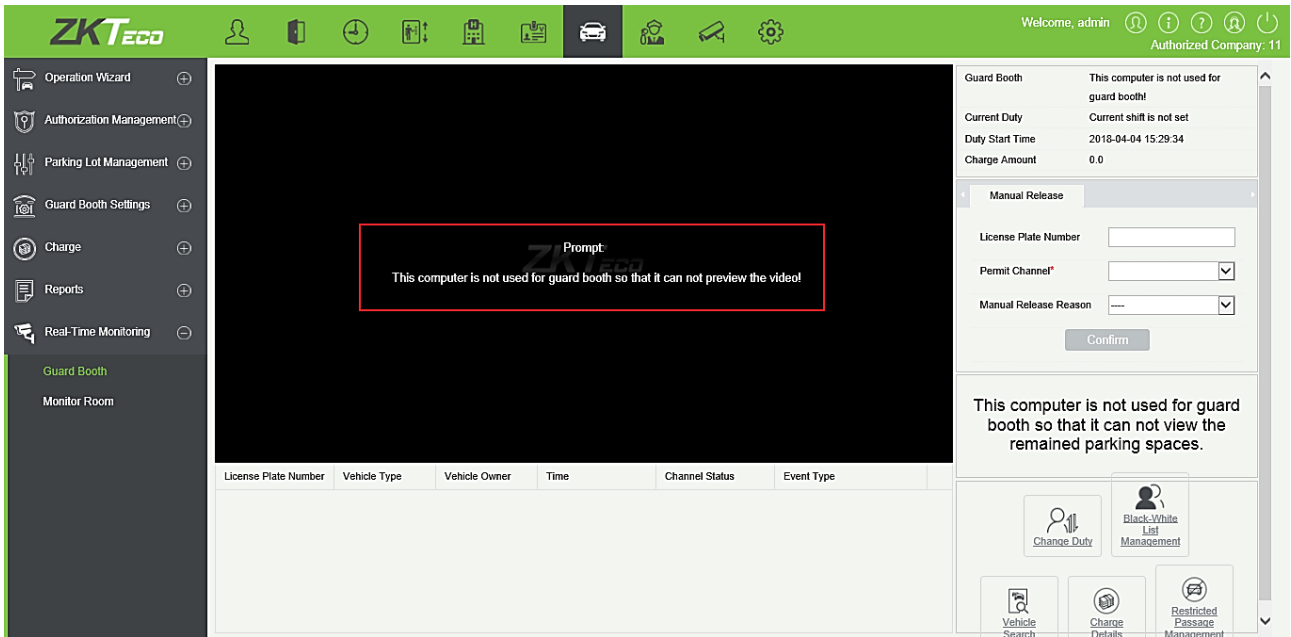 ZKTECO
Welcome, admin
Authorized Company: 11
Operation Wizard
Authorization Management
Parking Lot Management
Guard Booth Settings
Charge
Reports
Real-Time Monitoring
Guard Booth
Monitor Room
ZKTECO
Prompt:
This computer is not used for guard booth so that it can not preview the video!
License Plate Number Vehicle Type Vehicle Owner Time Channel Status Event Type
Guard Booth This computer is not used for
guard booth!
Current Duty Current shift is not set
Duty Start Time 2018-04-04 15:29:34
Charge Amount 0.0
Manual Release
License Plate Number
Permit Channel*
Manual Release Reason ----
Confirm
This computer is not used for guard
booth so that it can not view the
remained parking spaces.
Change Duty
Black-White
List
Management
Vehicle
Search
Charge
Details
Restricted
Passage
Management